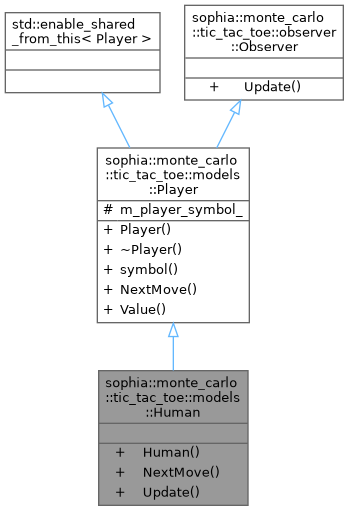 std::enable_shared
_from_this< Player >
sophia::monte_carlo
::tic_tac_toe::observer
::Observer
+ Update()
sophia::monte_carlo
::tic_tac_toe::models
::Player
# m_player_symbol_
+ Player()
+ ~Player()
+ symbol()
+ NextMove()
+ Value()
sophia::monte_carlo
::tic_tac_toe::models
::Human
+ Human()
+ NextMove()
+ Update()